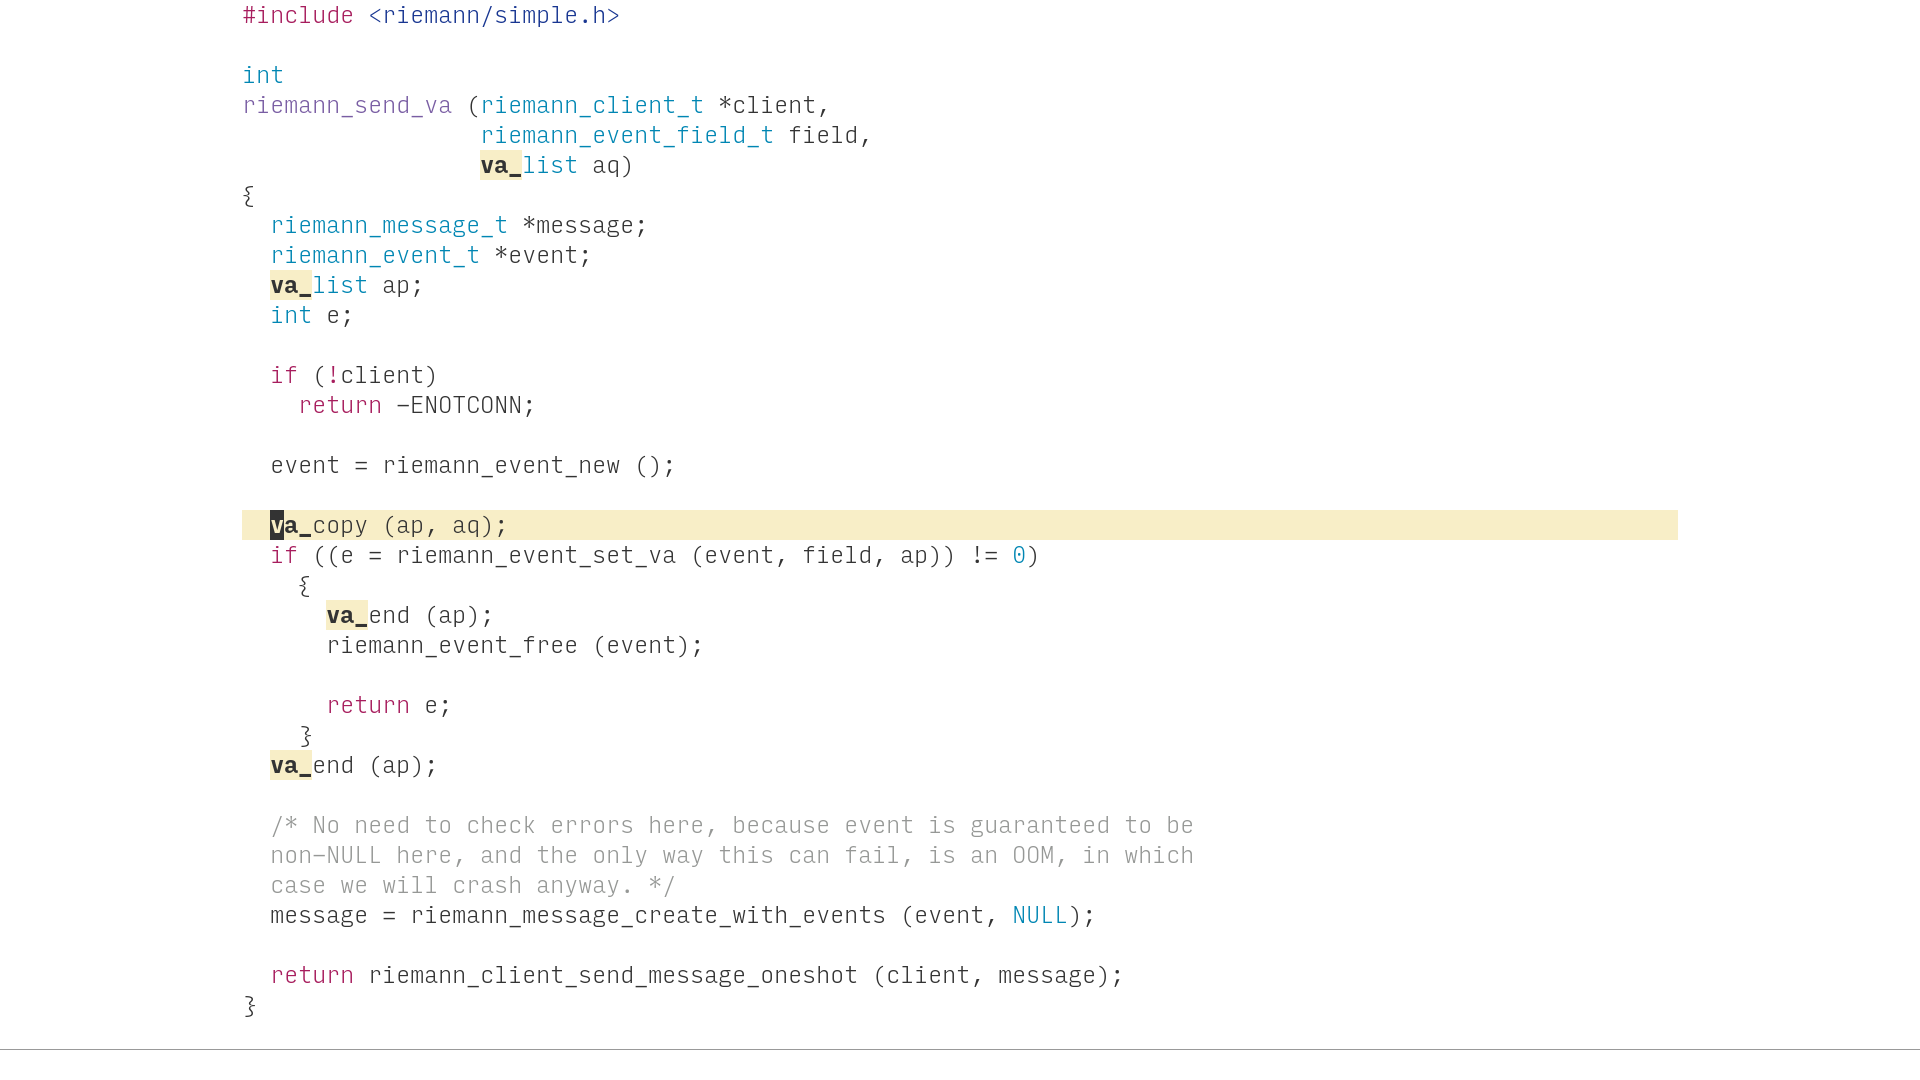 #include <riemann/simple.h>

int
riemann_send_va (riemann_client_t *client,
                 riemann_event_field_t field,
                 va_list aq)
{
  riemann_message_t *message;
  riemann_event_t *event;
  va_list ap;
  int e;

  if (!client)
    return -ENOTCONN;

  event = riemann_event_new ();

  va_copy (ap, aq);
  if ((e = riemann_event_set_va (event, field, ap)) != 0)
    {
      va_end (ap);
      riemann_event_free (event);

      return e;
    }
  va_end (ap);

  /* No need to check errors here, because event is guaranteed to be
  non-NULL here, and the only way this can fail, is an OOM, in which
  case we will crash anyway. */
  message = riemann_message_create_with_events (event, NULL);

  return riemann_client_send_message_oneshot (client, message);
}